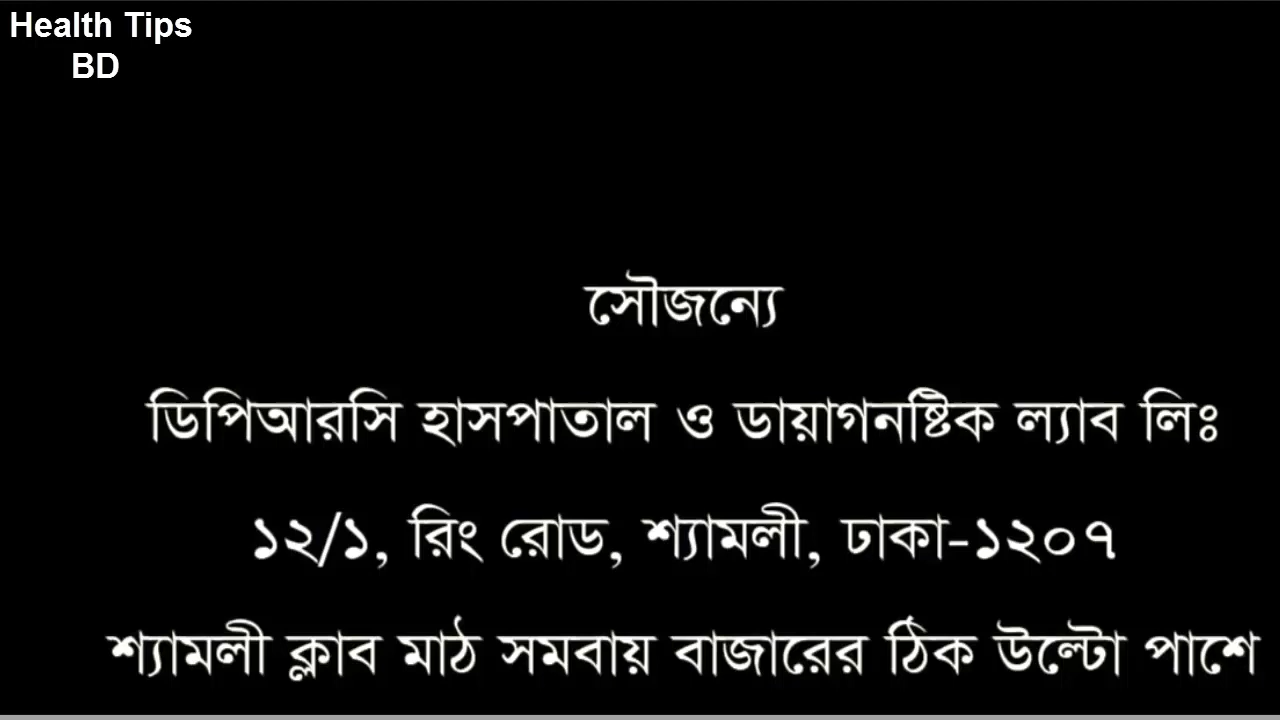 Health Tips
BD
সৌজন্যে
ডিপিআরসি হাসপাতাল ও ডায়াগনষ্টিক ল্যাব লিঃ
১২/১, রিং রোড, শ্যামলী, ঢাকা-১২০৭
শ্যামলী ক্লাব মাঠ সমবায় বাজারের ঠিক উল্টো পাশে